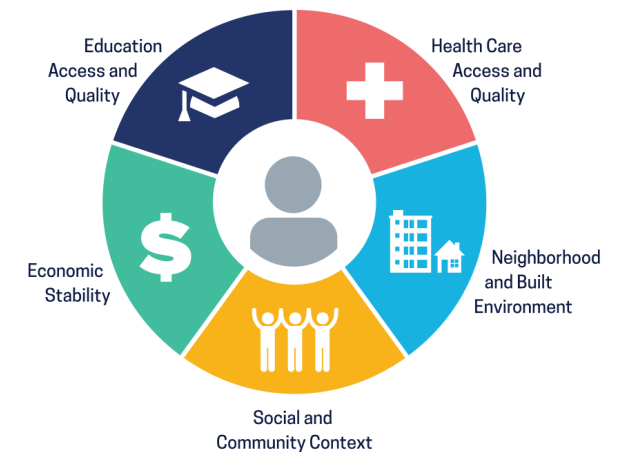 Education
Access and
Quality
Health Care
Access and
Quality
Economic
Stability
Neighborhood
and Built
Environment
Social and
Community Context